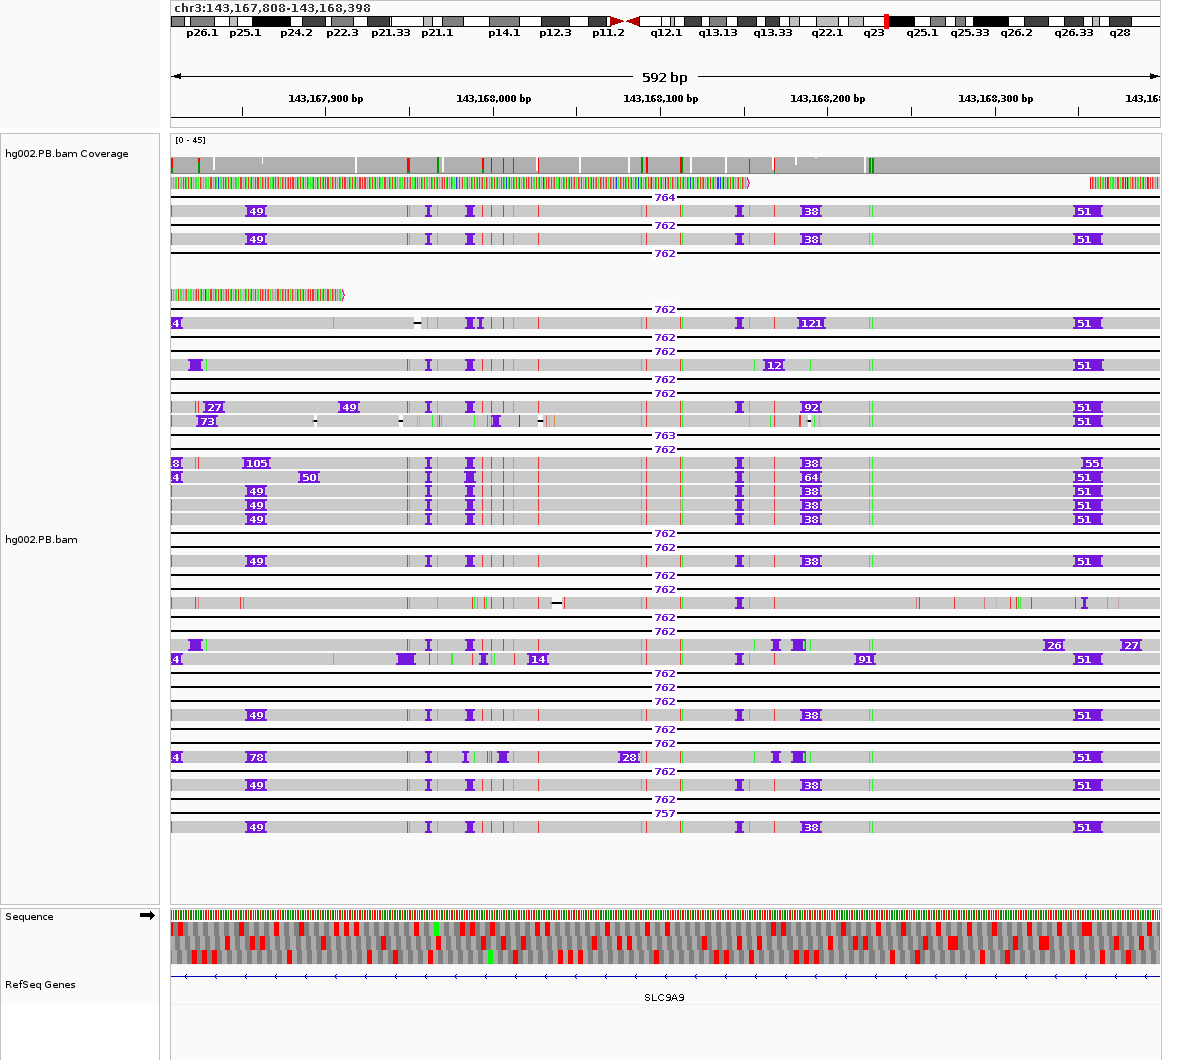 chr3:143,167,808-143,168,398
p26.1 p25.1 p24.2 p22.3 p21.33 p21.1 p14.1 p12.3 p11.2 q12.1 q13.13 q13.33 q22.1 q23 q25.1 q25.33 q26.2 q26.33 q28
592 bp
143,167,900 bp 143,168,000 bp 143,168,100 bp 143,168,200 bp 143,168,300 bp 143,168
[0 - 45]
hg002.PB.bam Coverage
764
49 38 51
762
49 38 51
762
762
4 121 51
762
762
12 51
762
762
27 49 92 51
73 51
763
762
8 105 38 55
4 50 64 51
49 38 51
49 38 51
49 38 51
762
hg002.PB.bam
762
49 38 51
762
762
762
762
26 27
4 14 91 51
762
762
762
49 38 51
762
762
4 78 28 51
762
49 38 51
762
757
49 38 51
Sequence
RefSeq Genes
SLC9A9